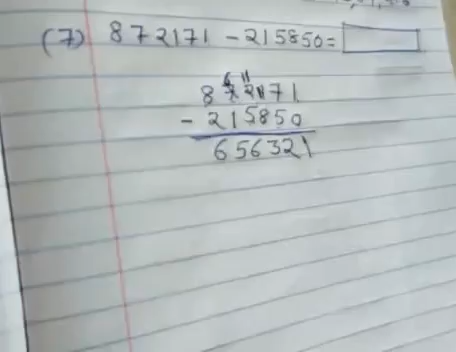 (7) 872171 - 215850 =
6 11
872171
- 215850
656321